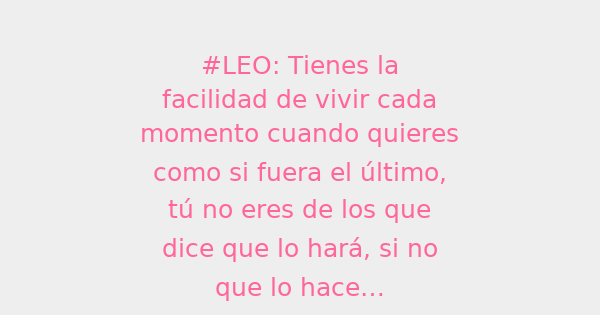 #LEO: Tienes la
facilidad de vivir cada
momento cuando quieres
como si fuera el último,
tú no eres de los que
dice que lo hará, si no
que lo hace...